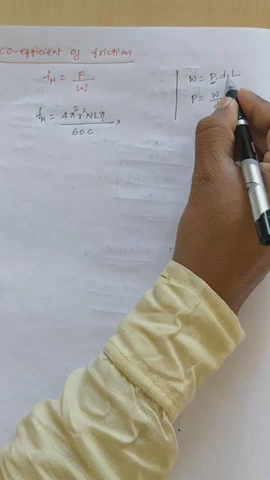 CO-efficient of friction
fμ = F / W
fμ = 4π²r²NLη / 60C ×
W = P.d.L
P = W